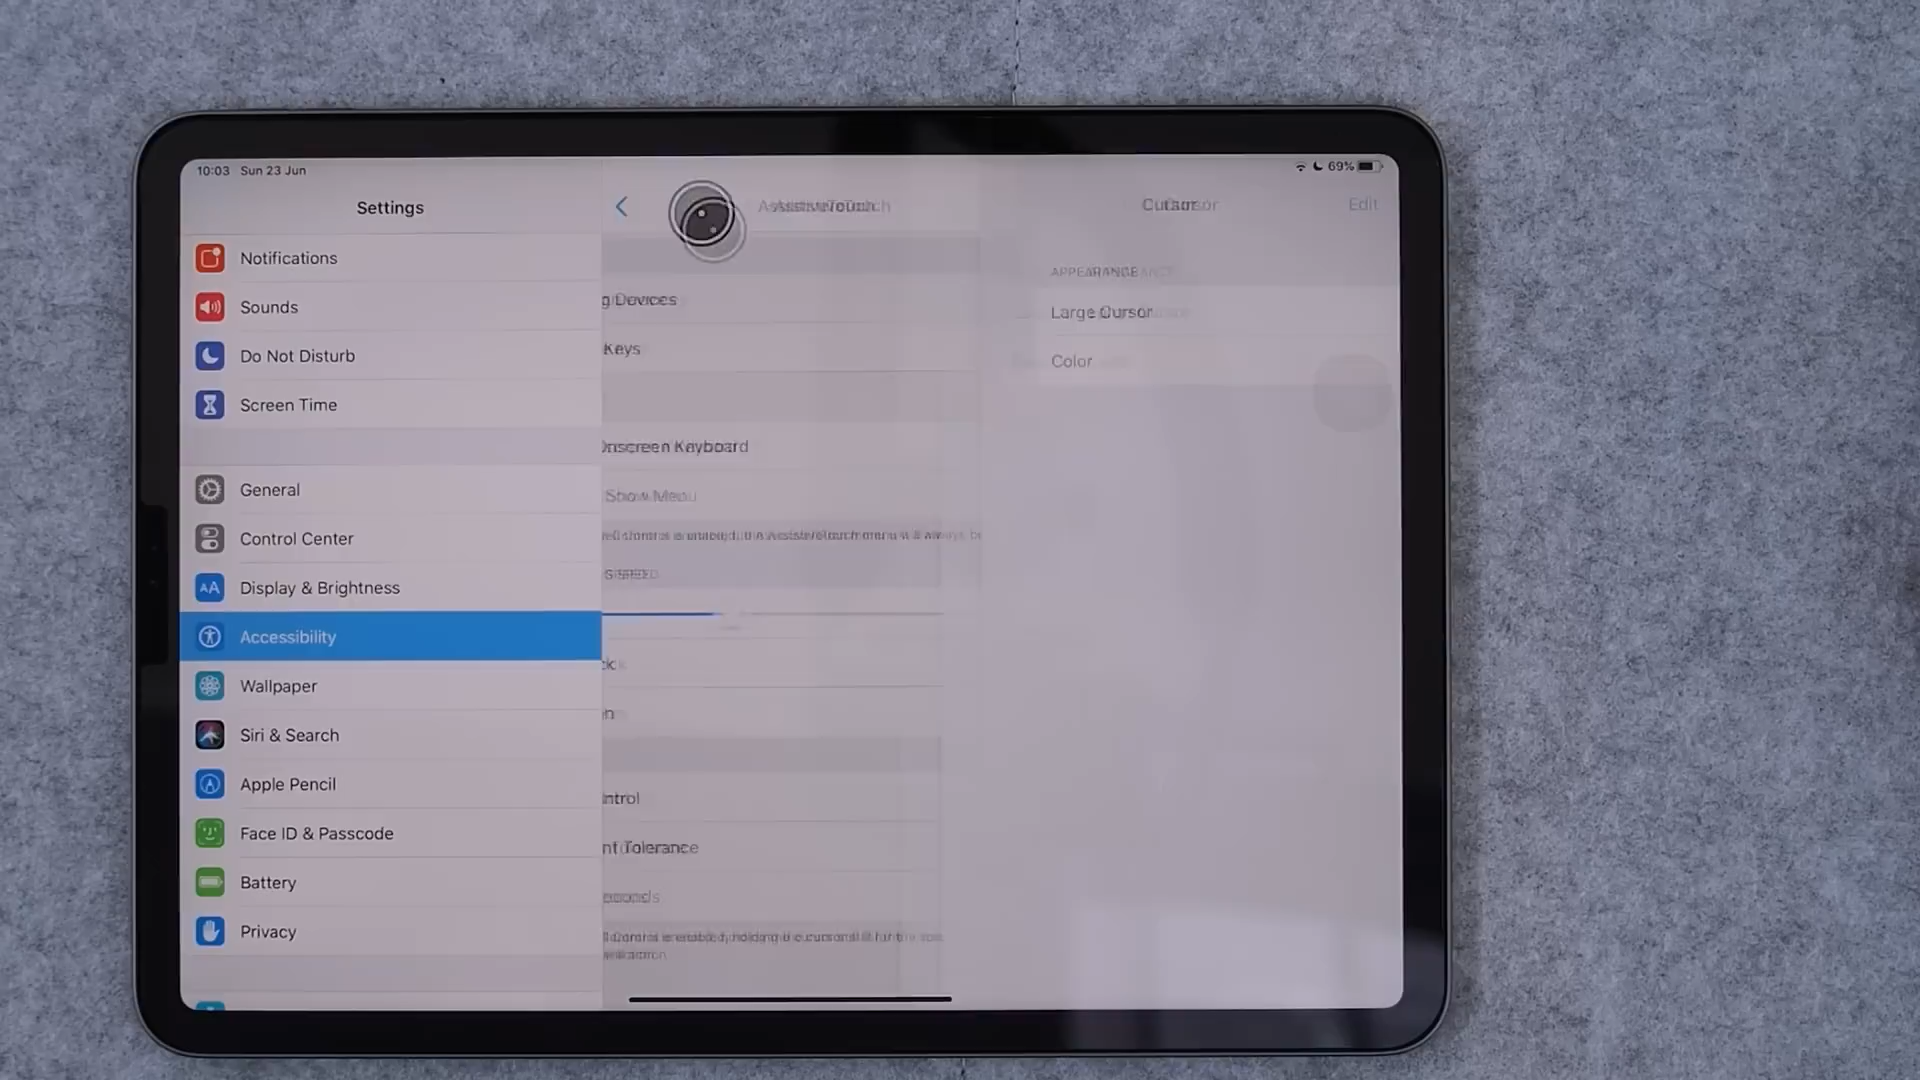 10:03 Sun 23 Jun
69%
Settings
Notifications
Sounds
Do Not Disturb
Screen Time
General
Control Center
Display & Brightness
Accessibility
Wallpaper
Siri & Search
Apple Pencil
Face ID & Passcode
Battery
Privacy
AssistiveTouch
g Devices
Keys
Onscreen Keyboard
Show Menu
nt Tolerance
Cursor
Edit
APPEARANCE
Large Cursor
Color